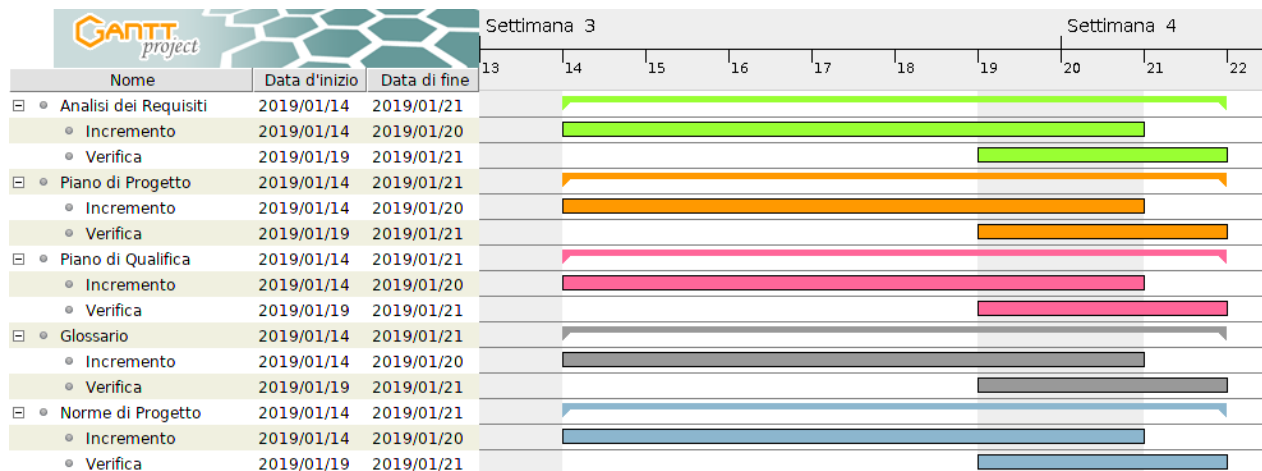 GANTT project
Settimana 3 Settimana 4
13 14 15 16 17 18 19 20 21 22
Nome Data d'inizio Data di fine
Analisi dei Requisiti 2019/01/14 2019/01/21
Incremento 2019/01/14 2019/01/20
Verifica 2019/01/19 2019/01/21
Piano di Progetto 2019/01/14 2019/01/21
Incremento 2019/01/14 2019/01/20
Verifica 2019/01/19 2019/01/21
Piano di Qualifica 2019/01/14 2019/01/21
Incremento 2019/01/14 2019/01/20
Verifica 2019/01/19 2019/01/21
Glossario 2019/01/14 2019/01/21
Incremento 2019/01/14 2019/01/20
Verifica 2019/01/19 2019/01/21
Norme di Progetto 2019/01/14 2019/01/21
Incremento 2019/01/14 2019/01/20
Verifica 2019/01/19 2019/01/21